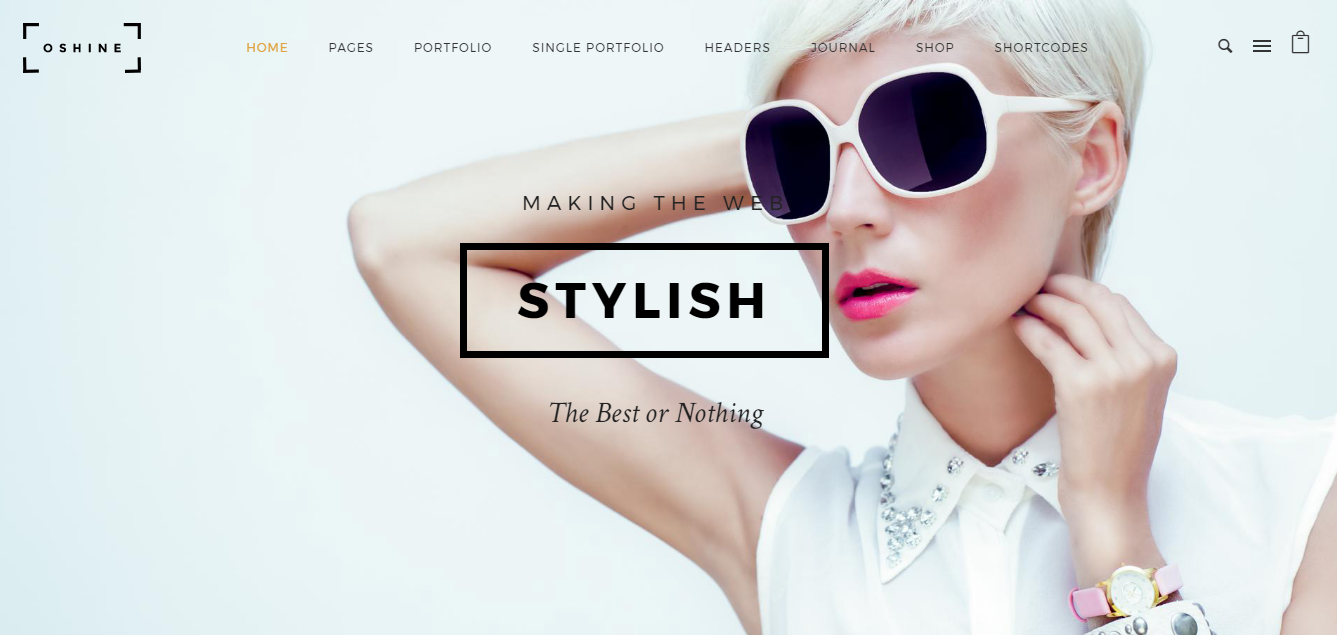 OSHINE
HOME PAGES PORTFOLIO SINGLE PORTFOLIO HEADERS JOURNAL SHOP SHORTCODES
MAKING THE WEB
STYLISH
The Best or Nothing